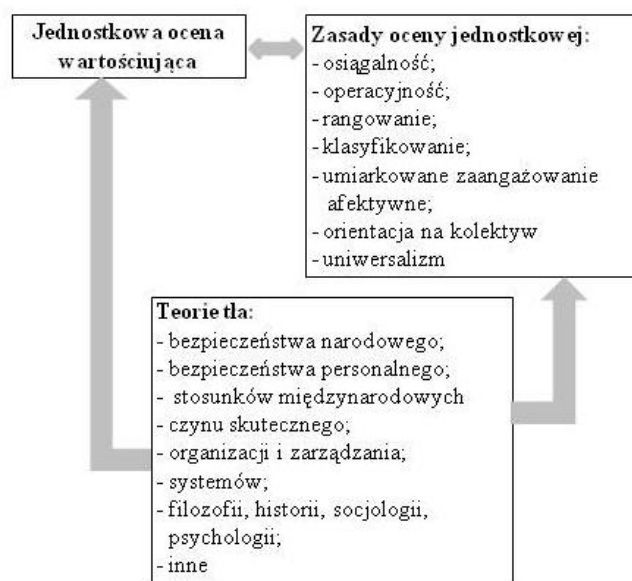 Jednostkowa ocena
wartościująca
Zasady oceny jednostkowej:
- osiągalność;
- operacyjność;
- rangowanie;
- klasyfikowanie;
- umiarkowane zaangażowanie
afektywne;
- orientacja na kolektyw
- uniwersalizm
Teorie tła:
- bezpieczeństwa narodowego;
- bezpieczeństwa personalnego;
- stosunków międzynarodowych
- czynu skutecznego;
- organizacji i zarządzania;
- systemów;
- filozofii, historii, socjologii,
psychologii;
- inne